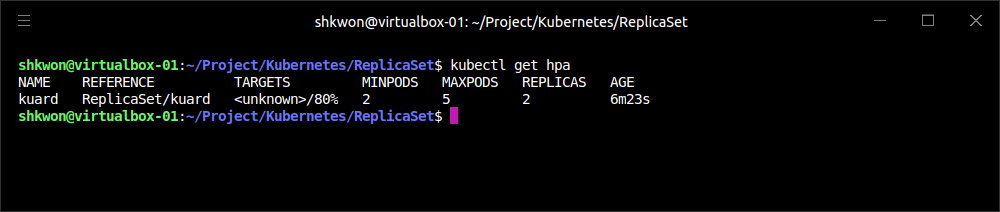 shkwon@virtualbox-01: ~/Project/Kubernetes/ReplicaSet
shkwon@virtualbox-01:~/Project/Kubernetes/ReplicaSet$ kubectl get hpa
NAME REFERENCE TARGETS MINPODS MAXPODS REPLICAS AGE
kuard ReplicaSet/kuard <unknown>/80% 2 5 2 6m23s
shkwon@virtualbox-01:~/Project/Kubernetes/ReplicaSet$